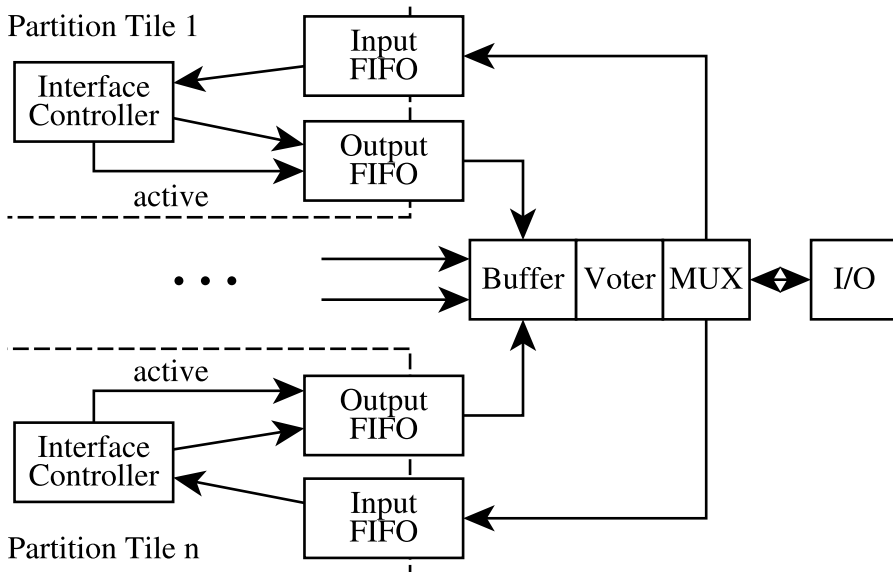 Partition Tile 1
Input
FIFO
Interface
Controller
Output
FIFO
active
...
Buffer
Voter
MUX
I/O
active
Output
FIFO
Interface
Controller
Input
FIFO
Partition Tile n